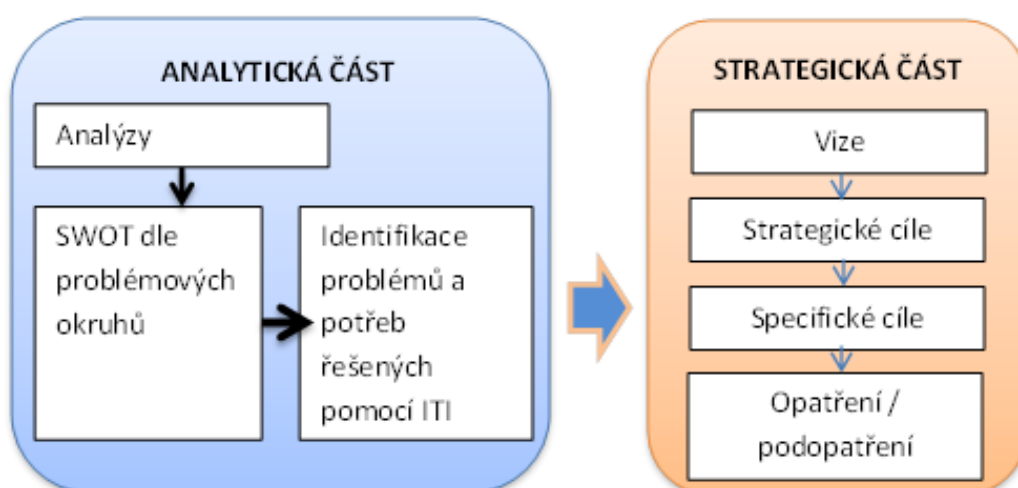 ANALYTICKÁ ČÁST
Analýzy
SWOT dle
problémových
okruhů
Identifikace
problémů a
potřeb
řešených
pomocí ITI
STRATEGICKÁ ČÁST
Vize
Strategické cíle
Specifické cíle
Opatření /
podopatření